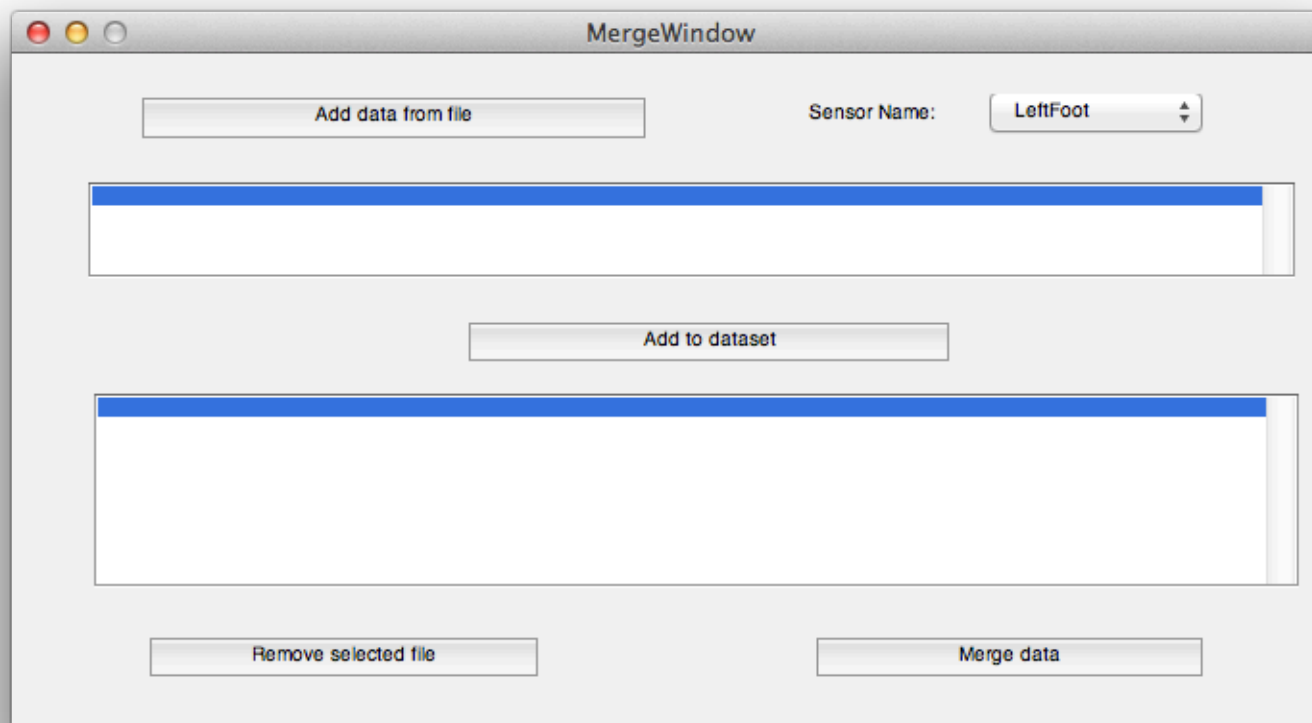 MergeWindow
Add data from file
Sensor Name:
LeftFoot
Add to dataset
Remove selected file
Merge data